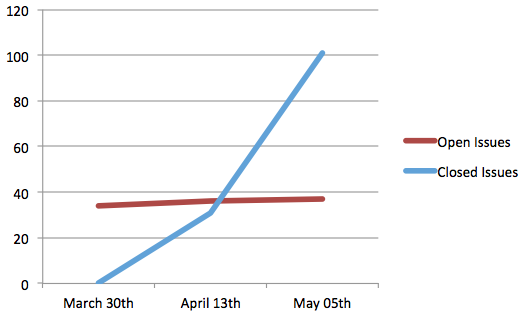 120
100
80
60
40
20
0
March 30th
April 13th
May 05th
Open Issues
Closed Issues